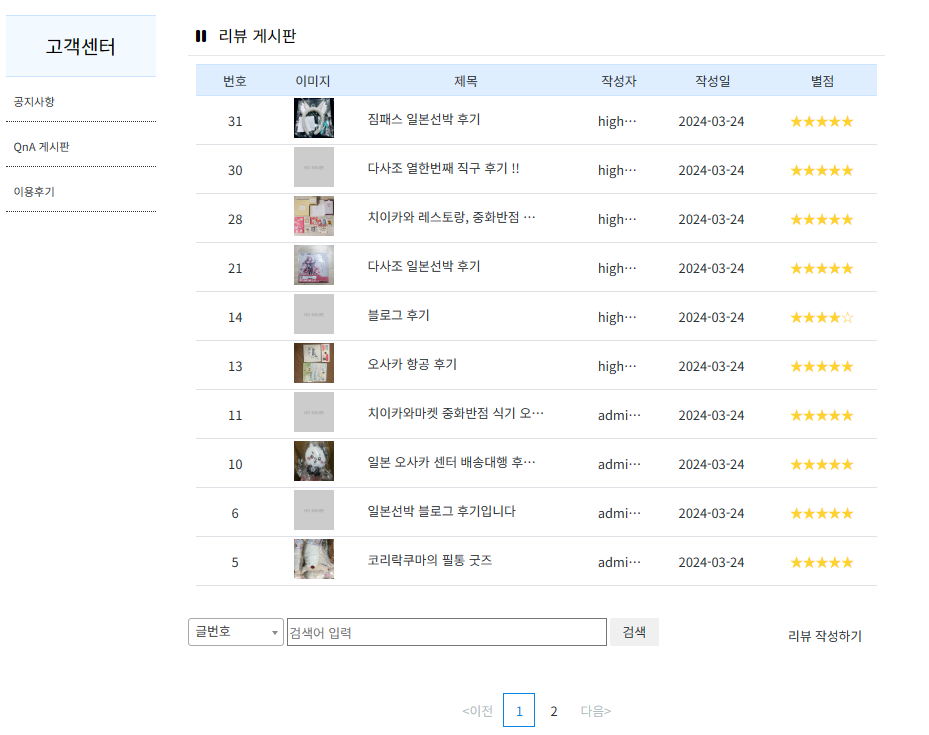 고객센터
공지사항
QnA 게시판
이용후기
리뷰 게시판
번호 이미지 제목 작성자 작성일 별점
31 짐패스 일본선박 후기 high… 2024-03-24 ★★★★★
30 다사조 열한번째 직구 후기 !! high… 2024-03-24 ★★★★★
28 치이카와 레스토랑, 중화반점 … high… 2024-03-24 ★★★★★
21 다사조 일본선박 후기 high… 2024-03-24 ★★★★★
14 블로그 후기 high… 2024-03-24 ★★★★☆
13 오사카 항공 후기 high… 2024-03-24 ★★★★★
11 치이카와마켓 중화반점 식기 오… admi… 2024-03-24 ★★★★★
10 일본 오사카 센터 배송대행 후… admi… 2024-03-24 ★★★★★
6 일본선박 블로그 후기입니다 admi… 2024-03-24 ★★★★★
5 코리락쿠마의 필통 굿즈 admi… 2024-03-24 ★★★★★
글번호 검색어 입력 검색 리뷰 작성하기
<이전 1 2 다음>